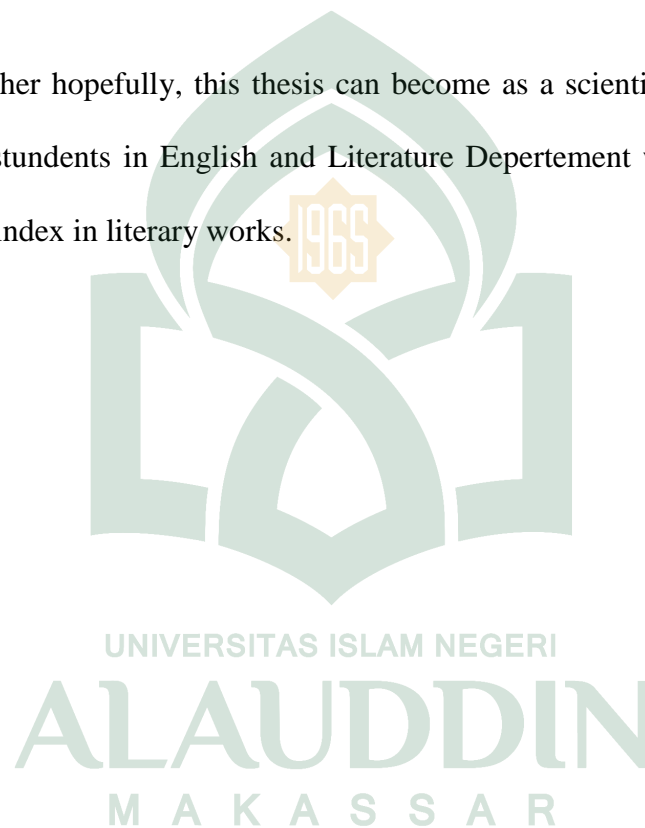 her hopefully, this thesis can become as a scienti
stundents in English and Literature Depertement
index in literary works.
1965
UNIVERSITAS ISLAM NEGERI
ALAUDDIN
MAKASSAR